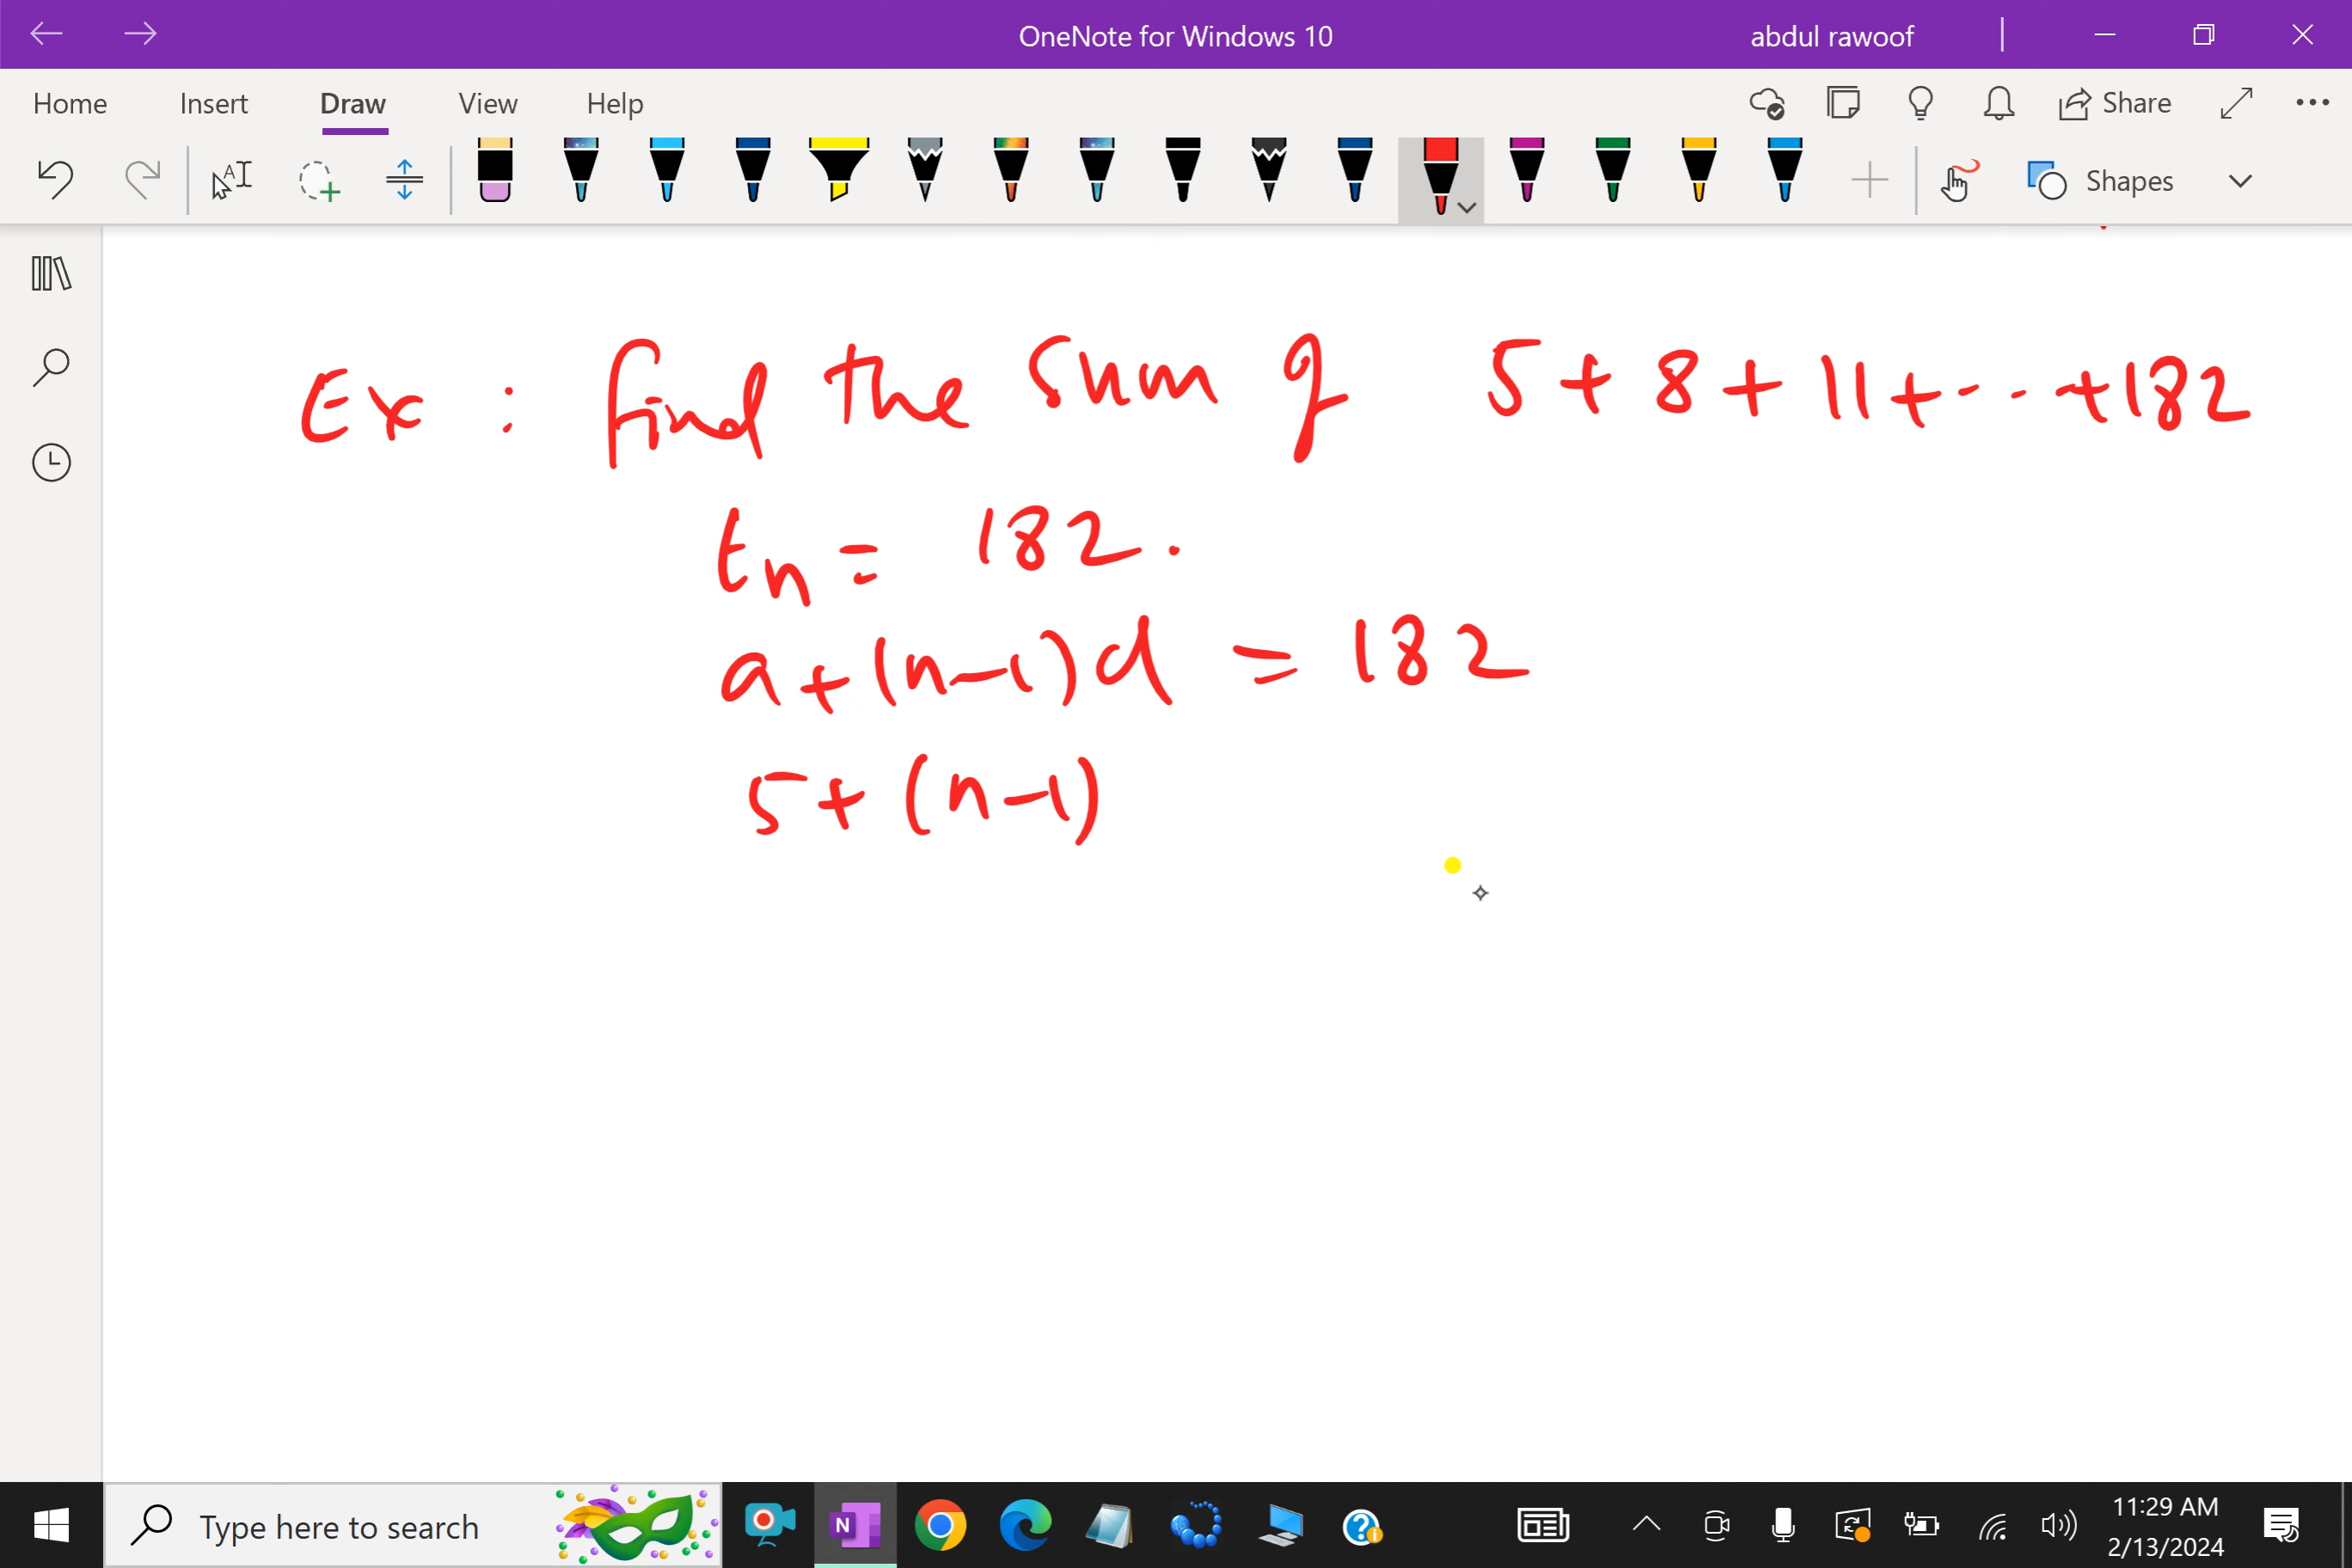 OneNote for Windows 10
abdul rawoof
Home Insert Draw View Help
Share
Shapes
Ex : Find the sum of 5 + 8 + 11 + ... + 182
tn = 182.
a + (n-1)d = 182
5 + (n-1)
Type here to search
11:29 AM
2/13/2024